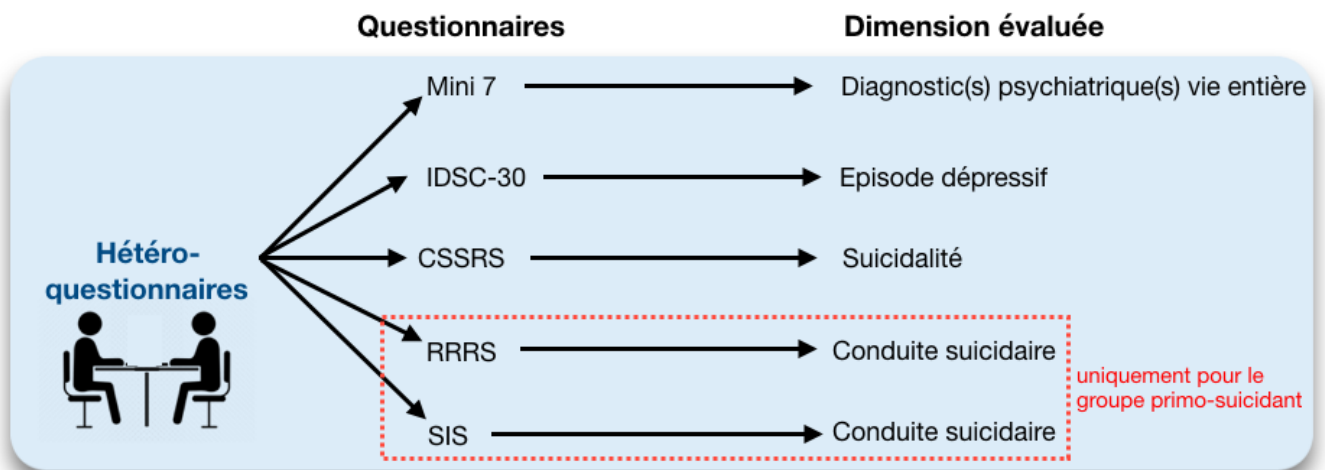 Questionnaires Dimension évaluée
Mini 7 Diagnostic(s) psychiatrique(s) vie entière
IDSC-30 Episode dépressif
Hétéro-
questionnaires
CSSRS Suicidalité
RRRS Conduite suicidaire
uniquement pour le
groupe primo-suicidant
SIS Conduite suicidaire